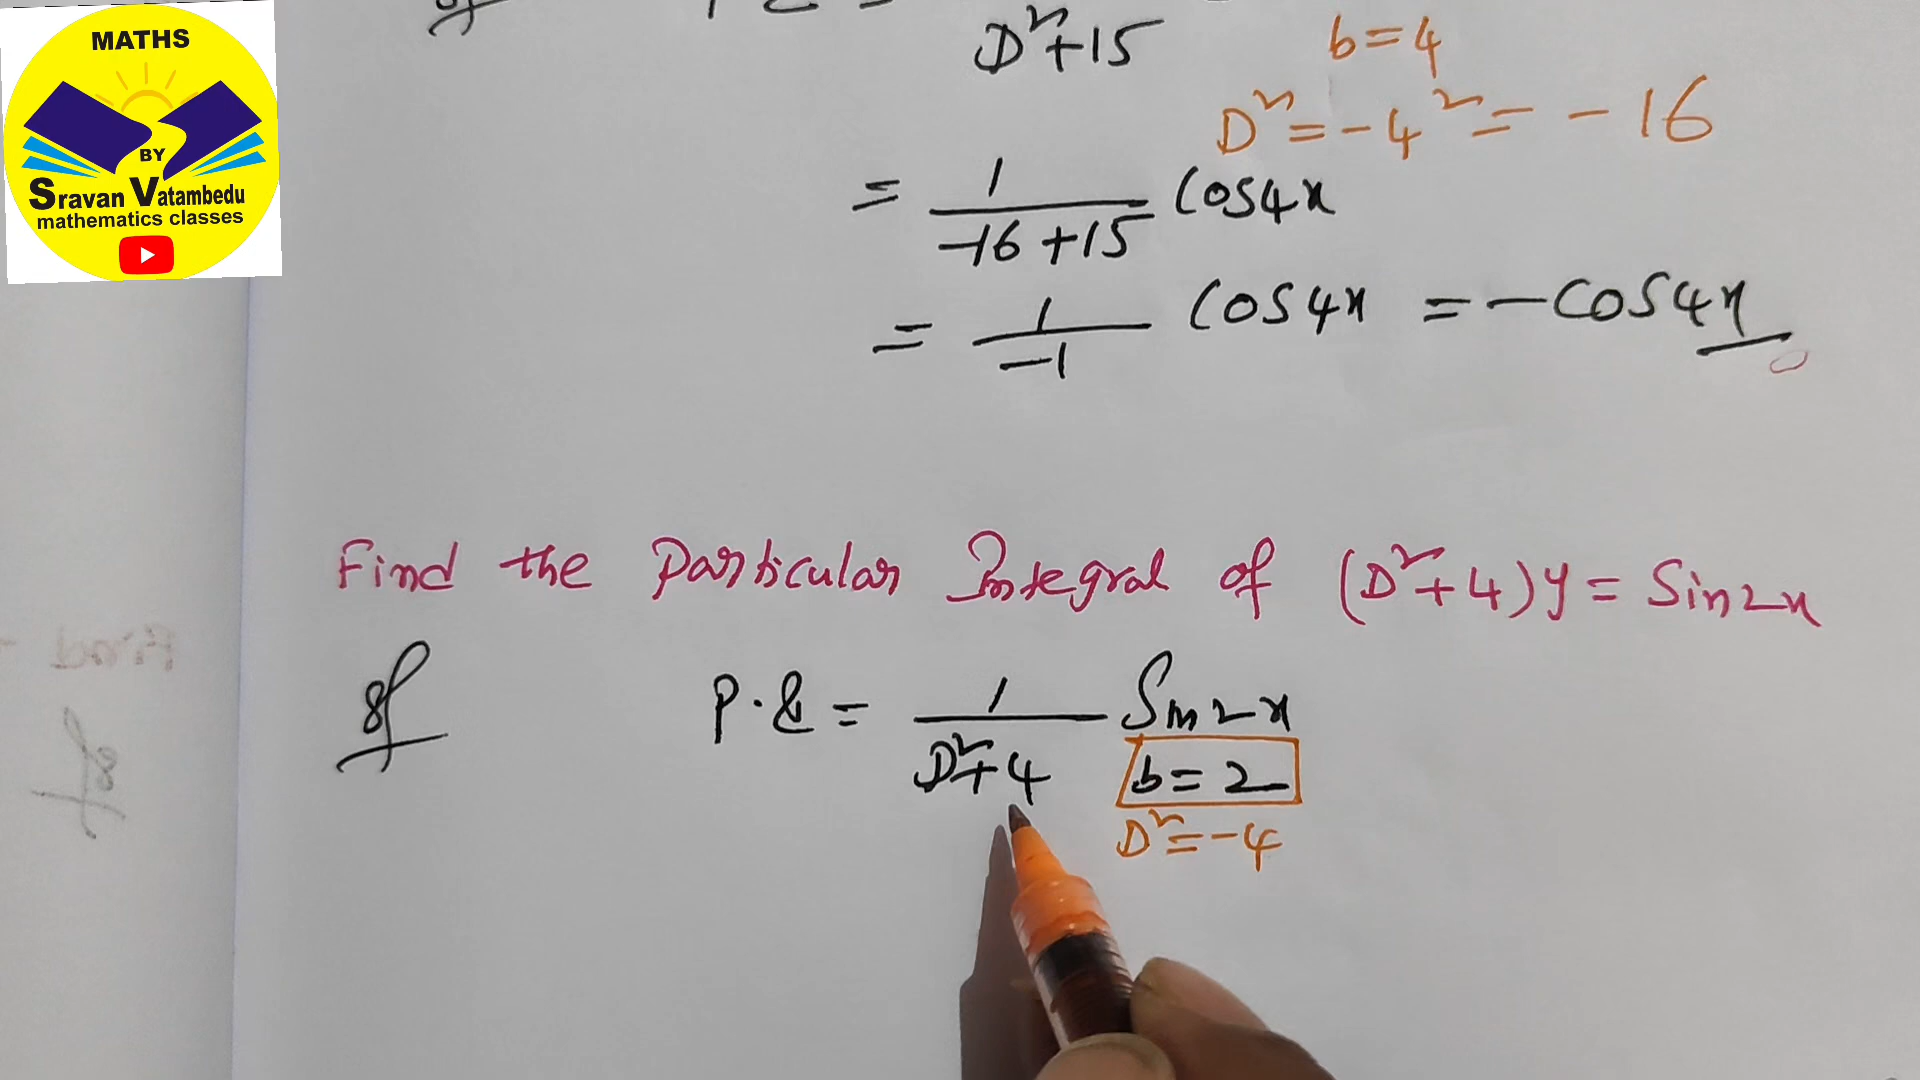 MATHS
BY
Sravan Vatambedu
mathematics classes
D²+15
b=4
D²=-4²=-16
= 1/(-16+15) Cos4x
= 1/-1 Cos4x = -Cos4x
Find the Particular Integral of (D²+4)y = Sin2x
Sol
P.I = 1/(D²+4) Sin2x
b=2
D²=-4